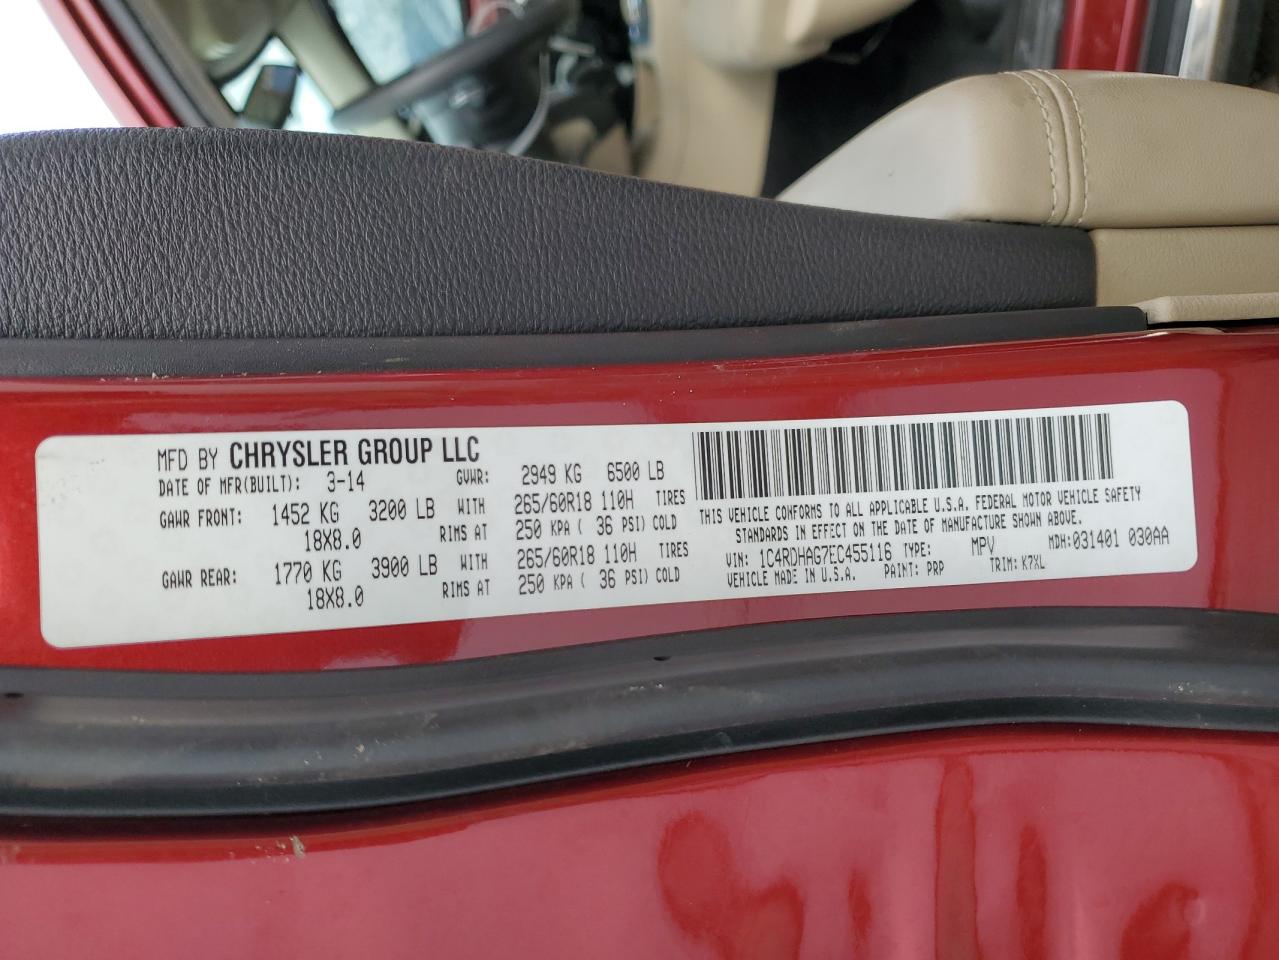 MFD BY CHRYSLER GROUP LLC
DATE OF MFR(BUILT): 3-14 GVWR: 2949 KG 6500 LB
GAWR FRONT: 1452 KG 3200 LB WITH 265/60R18 110H TIRES
18X8.0 RIMS AT 250 KPA ( 36 PSI) COLD
GAWR REAR: 1770 KG 3900 LB WITH 265/60R18 110H TIRES
18X8.0 RIMS AT 250 KPA ( 36 PSI) COLD
THIS VEHICLE CONFORMS TO ALL APPLICABLE U.S.A. FEDERAL MOTOR VEHICLE SAFETY
STANDARDS IN EFFECT ON THE DATE OF MANUFACTURE SHOWN ABOVE.
VIN: 1C4RDHAG7EC455116 TYPE: MPV MDH:031401 030AA
VEHICLE MADE IN U.S.A. PAINT: PRP TRIM: K7XL